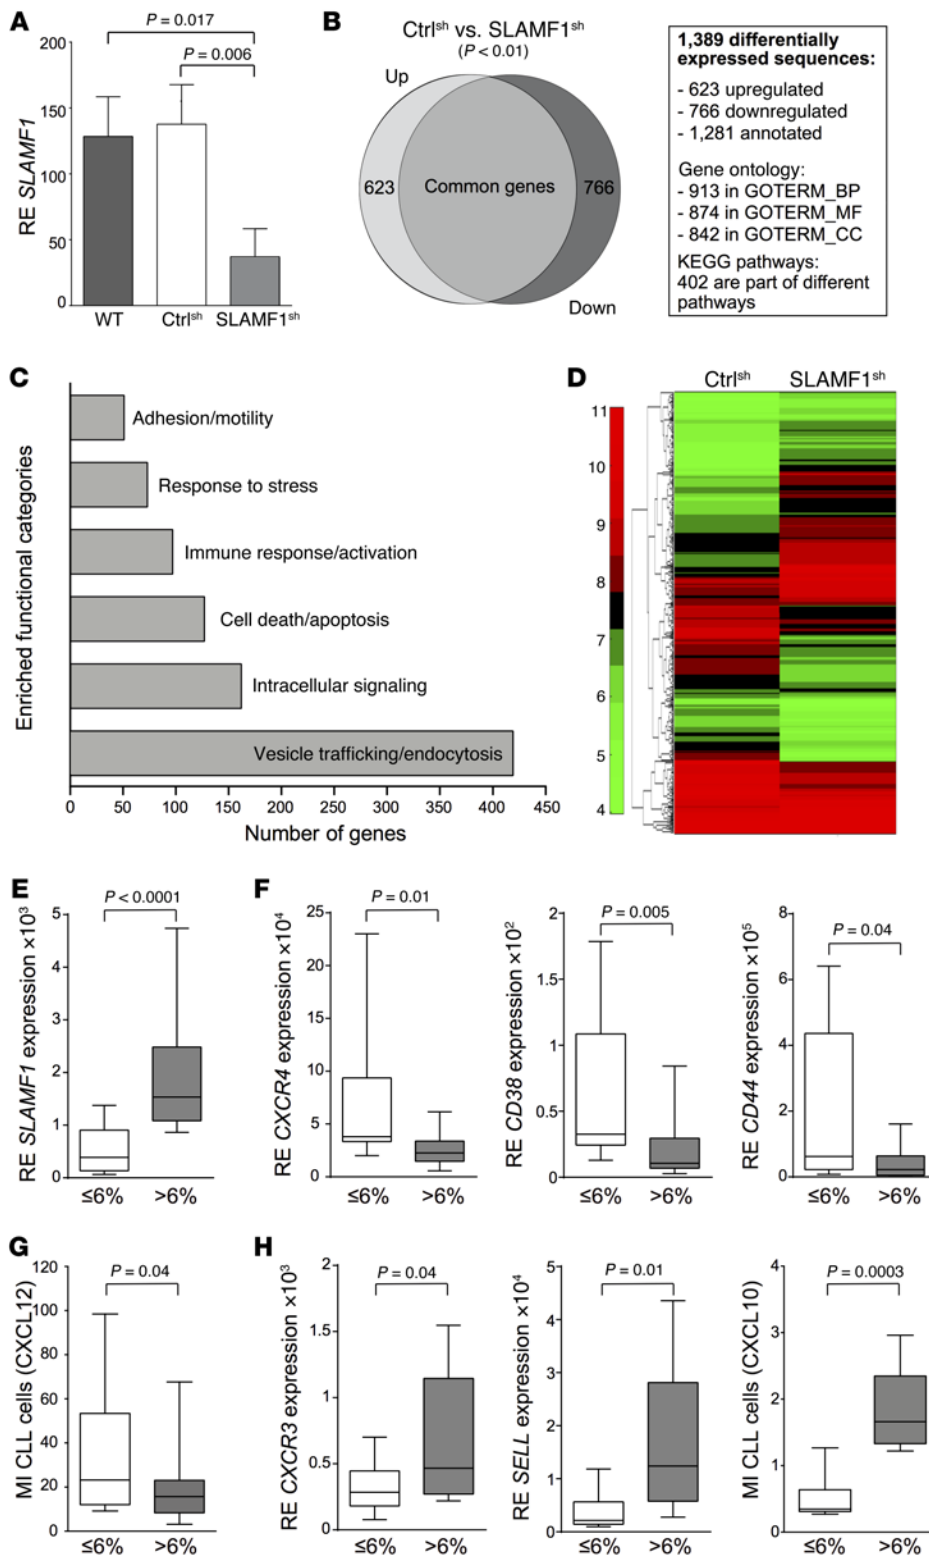 A
P = 0.017
P = 0.006
RE SLAMF1
200
150
100
50
0
WT
Ctrlsh
SLAMF1sh
B
Ctrlsh vs. SLAMF1sh
(P < 0.01)
Up
623
Common genes
766
Down
1,389 differentially
expressed sequences:
- 623 upregulated
- 766 downregulated
- 1,281 annotated
Gene ontology:
- 913 in GOTERM_BP
- 874 in GOTERM_MF
- 842 in GOTERM_CC
KEGG pathways:
402 are part of different
pathways
C
Enriched functional categories
Adhesion/motility
Response to stress
Immune response/activation
Cell death/apoptosis
Intracellular signaling
Vesicle trafficking/endocytosis
0 50 100 150 200 250 300 350 400 450
Number of genes
D
Ctrlsh
SLAMF1sh
11
10
9
8
7
6
5
4
E
P < 0.0001
RE SLAMF1 expression ×10³
5
4
3
2
1
0
≤6% >6%
F
P = 0.01
RE CXCR4 expression ×10⁴
25
20
15
10
5
0
≤6% >6%
P = 0.005
RE CD38 expression ×10²
2
1.5
1
0.5
0
≤6% >6%
P = 0.04
RE CD44 expression ×10⁵
8
6
4
2
0
≤6% >6%
G
P = 0.04
MI CLL cells (CXCL12)
120
100
80
60
40
30
20
0
≤6% >6%
H
P = 0.04
RE CXCR3 expression ×10³
2
1.5
1
0.5
0
≤6% >6%
P = 0.01
RE SELL expression ×10⁴
5
4
3
2
1
0
≤6% >6%
P = 0.0003
MI CLL cells (CXCL10)
4
3
2
1
0
≤6% >6%